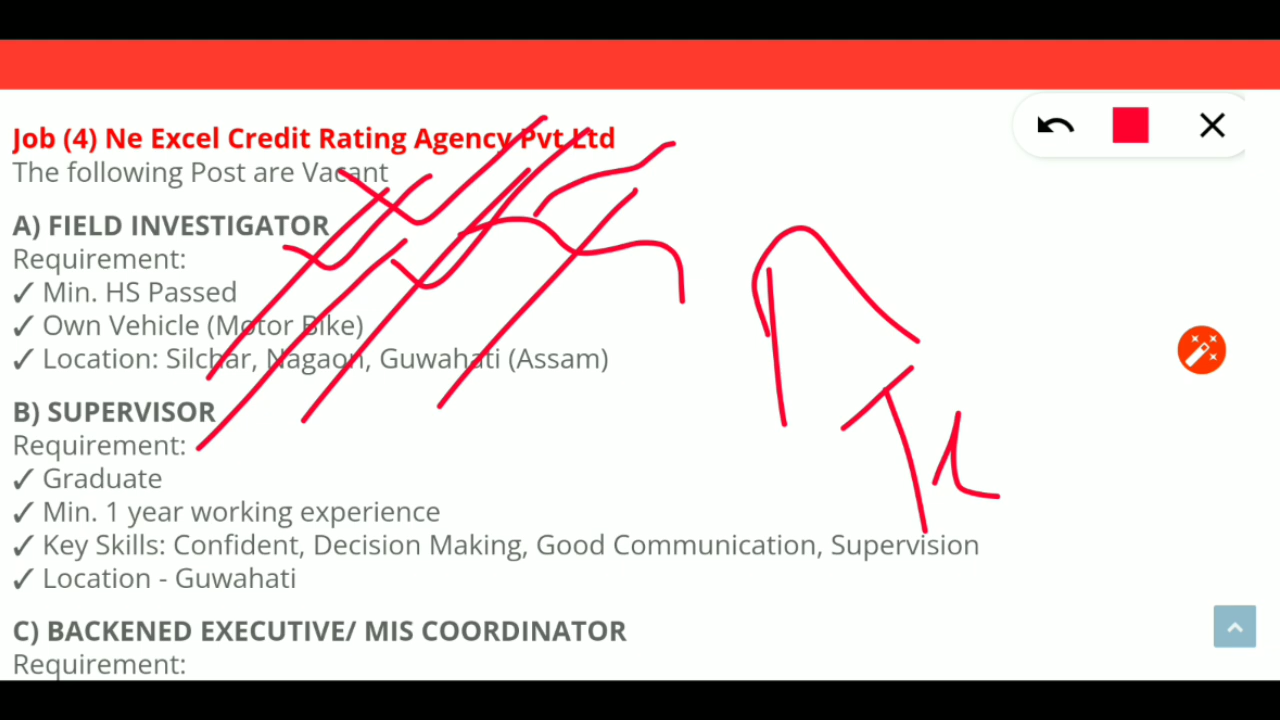 Job (4) Ne Excel Credit Rating Agency Pvt Ltd
The following Post are Vacant
A) FIELD INVESTIGATOR
Requirement:
✓ Min. HS Passed
✓ Own Vehicle (Motor Bike)
✓ Location: Silchar, Nagaon, Guwahati (Assam)
B) SUPERVISOR
Requirement:
✓ Graduate
✓ Min. 1 year working experience
✓ Key Skills: Confident, Decision Making, Good Communication, Supervision
✓ Location - Guwahati
C) BACKENED EXECUTIVE/ MIS COORDINATOR
Requirement: